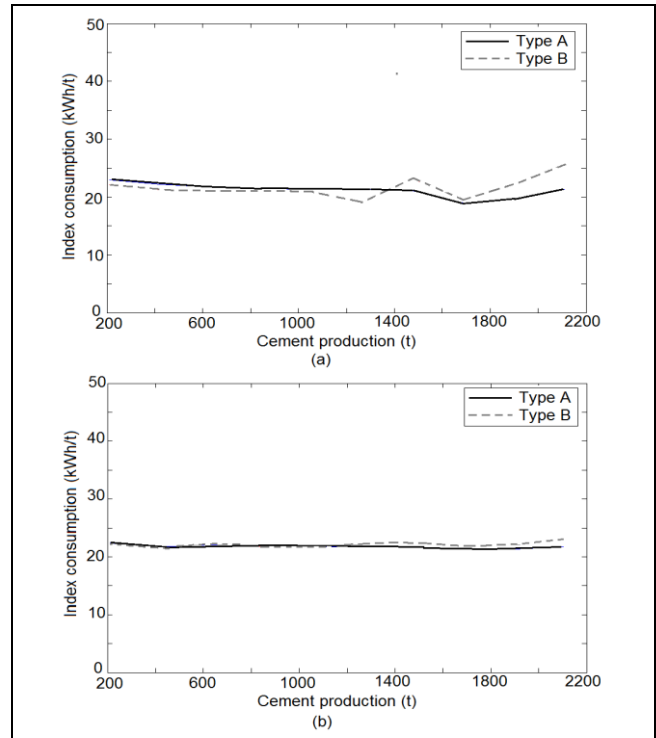 50
40
30
20
10
0
Index consumption (kWh/t)
Type A
Type B
200 600 1000 1400 1800 2200
Cement production (t)
(a)
50
40
30
20
10
0
Index consumption (kWh/t)
Type A
Type B
200 600 1000 1400 1800 2200
Cement production (t)
(b)